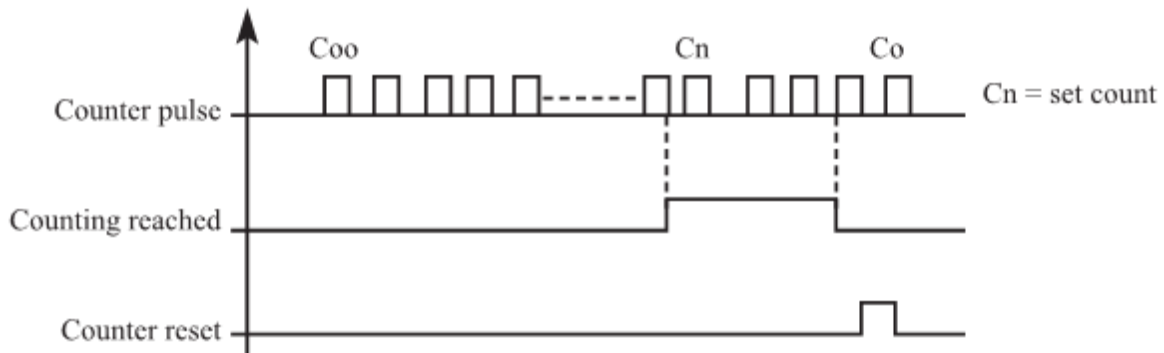 Coo Cn Co
Counter pulse
Cn = set count
Counting reached
Counter reset